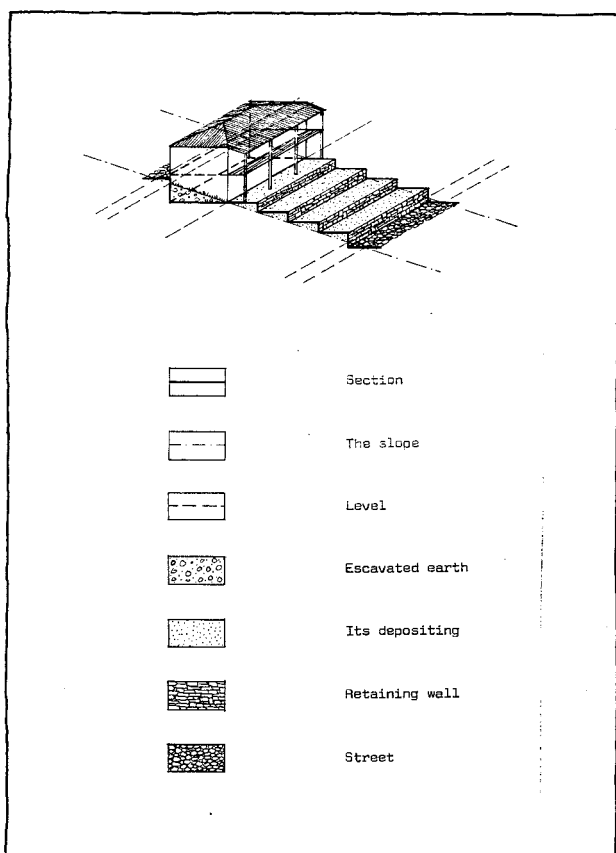 Section
The slope
Level
Escavated earth
Its depositing
Retaining wall
Street